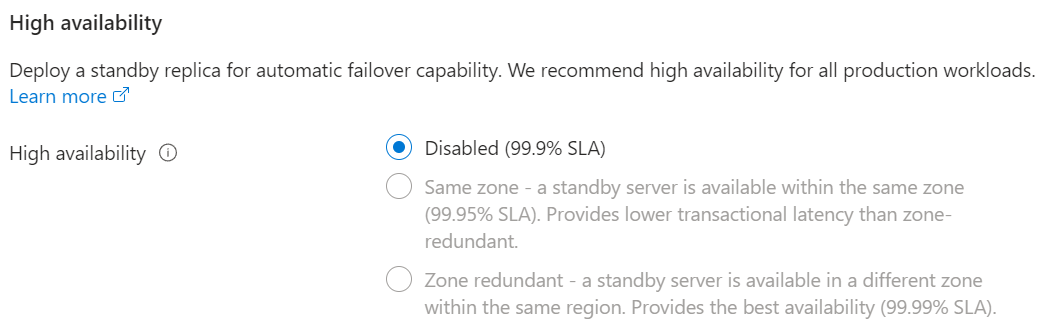 High availability
Deploy a standby replica for automatic failover capability. We recommend high availability for all production workloads.
Learn more
High availability
Disabled (99.9% SLA)
Same zone - a standby server is available within the same zone
(99.95% SLA). Provides lower transactional latency than zone-
redundant.
Zone redundant - a standby server is available in a different zone
within the same region. Provides the best availability (99.99% SLA).